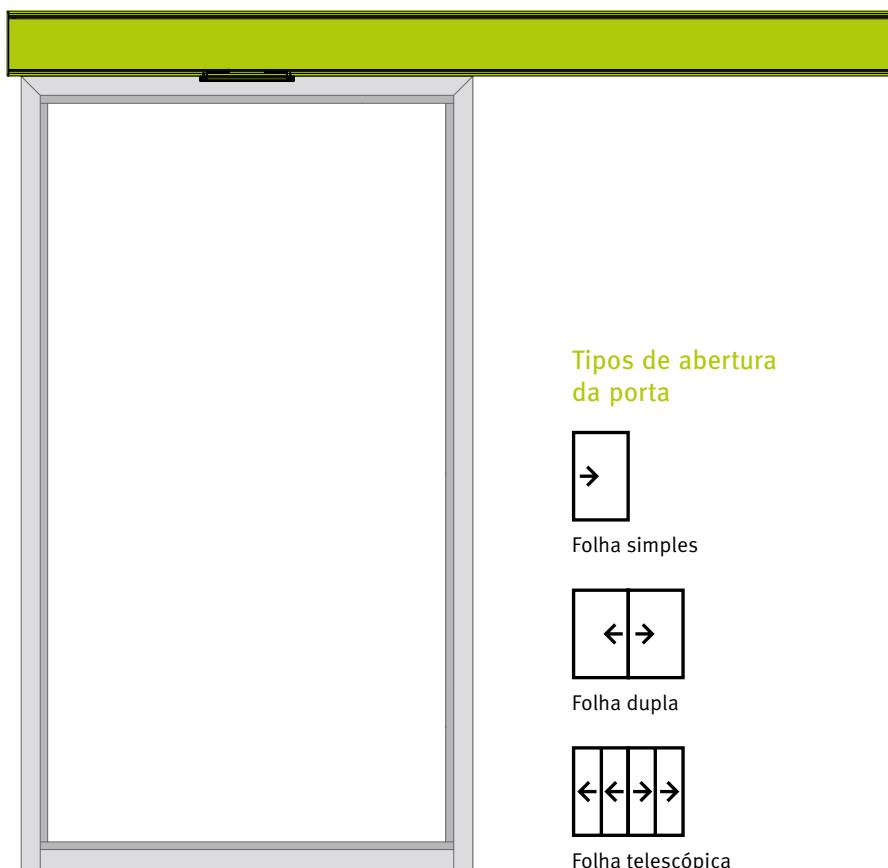 Tipos de abertura
da porta
Folha simples
Folha dupla
Folha telescópica